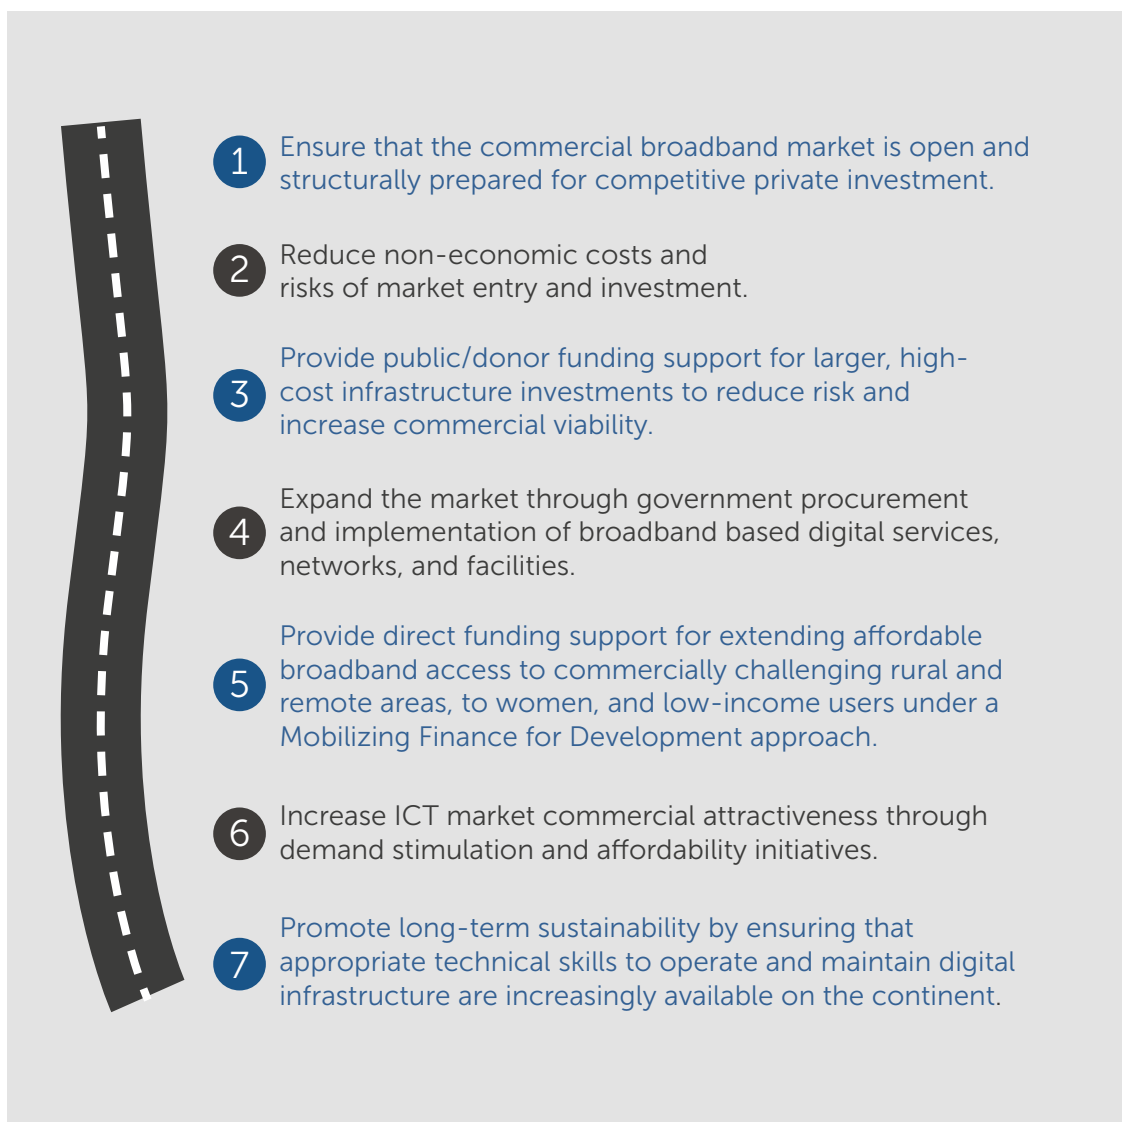 1
Ensure that the commercial broadband market is open and
structurally prepared for competitive private investment.
2
Reduce non-economic costs and
risks of market entry and investment.
3
Provide public/donor funding support for larger, high-
cost infrastructure investments to reduce risk and
increase commercial viability.
4
Expand the market through government procurement
and implementation of broadband based digital services,
networks, and facilities.
5
Provide direct funding support for extending affordable
broadband access to commercially challenging rural and
remote areas, to women, and low-income users under a
Mobilizing Finance for Development approach.
6
Increase ICT market commercial attractiveness through
demand stimulation and affordability initiatives.
7
Promote long-term sustainability by ensuring that
appropriate technical skills to operate and maintain digital
infrastructure are increasingly available on the continent.